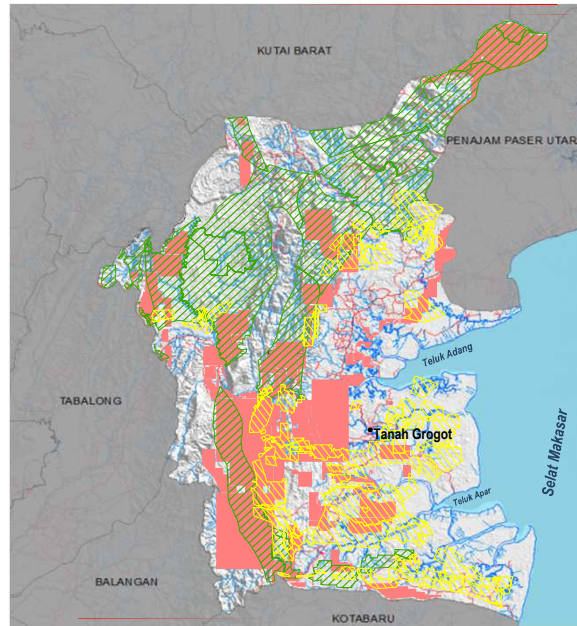 KUTAI BARAT
PENAJAM PASER UTAR
Teluk Adang
TABALONG
Tanah Grogot
Selat Makasar
Teluk Apar
BALANGAN
KOTABARU